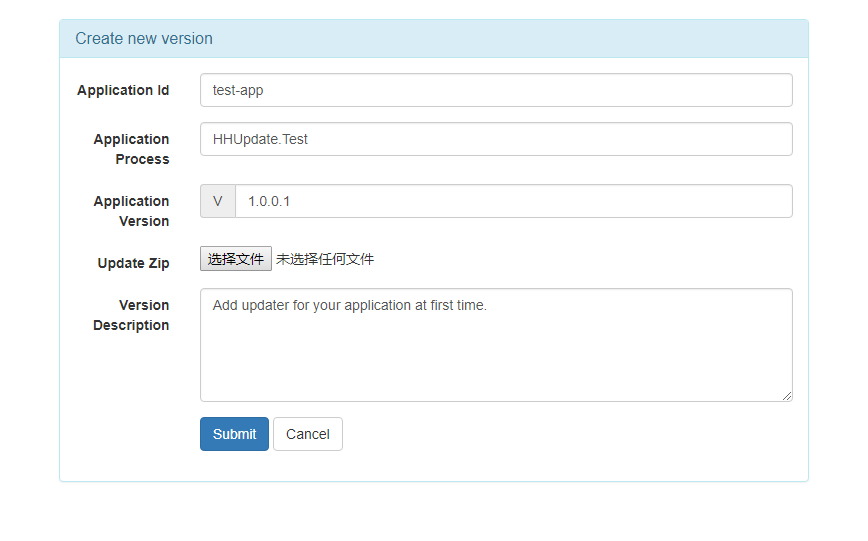 Create new version
Application Id
test-app
Application
Process
HHUpdate.Test
Application
Version
V
1.0.0.1
Update Zip
选择文件 未选择任何文件
Version
Description
Add updater for your application at first time.
Submit Cancel